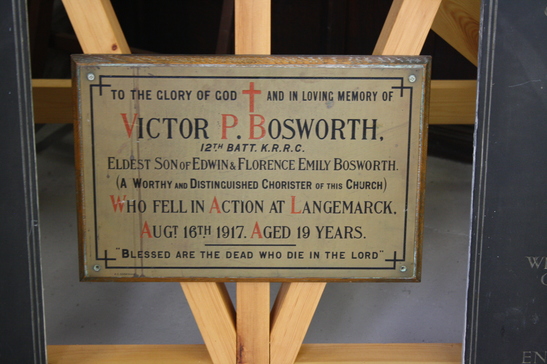 TO THE GLORY OF GOD ✝ AND IN LOVING MEMORY OF
VICTOR P. BOSWORTH,
12TH BATT. K.R.R.C.
ELDEST SON OF EDWIN & FLORENCE EMILY BOSWORTH.
(A WORTHY AND DISTINGUISHED CHORISTER OF THIS CHURCH)
WHO FELL IN ACTION AT LANGEMARCK,
AUGT 16TH 1917. AGED 19 YEARS.
"BLESSED ARE THE DEAD WHO DIE IN THE LORD"